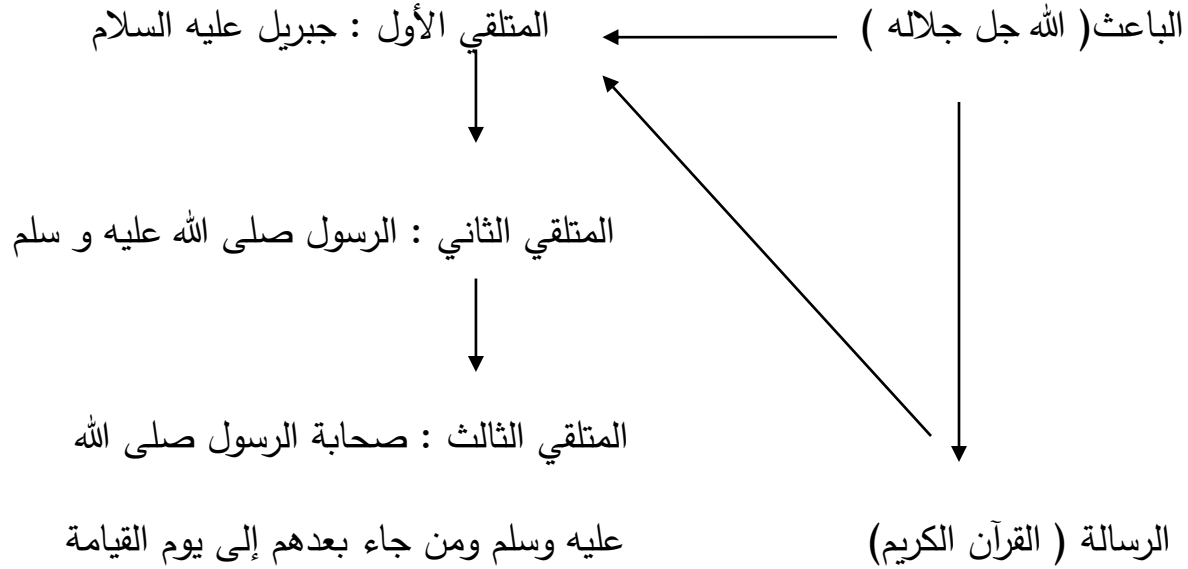 الباعث( الله جل جلاله )
المتلقي الأول : جبريل عليه السلام
المتلقي الثاني : الرسول صلى الله عليه و سلم
المتلقي الثالث : صحابة الرسول صلى الله
عليه وسلم ومن جاء بعدهم إلى يوم القيامة
الرسالة ( القرآن الكريم)